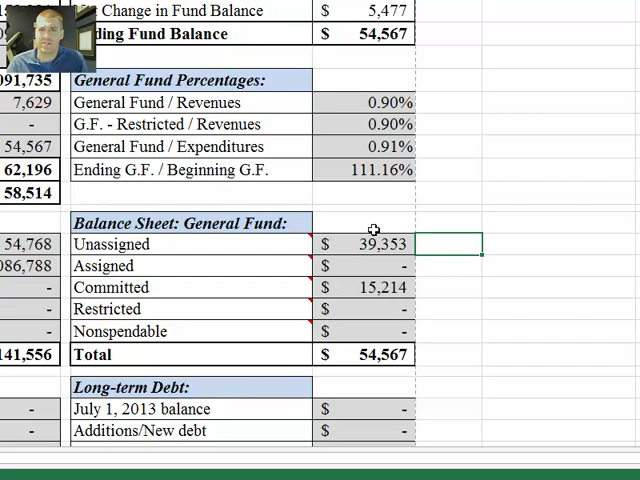 Change in Fund Balance $ 5,477
ding Fund Balance $ 54,567
091,735 General Fund Percentages:
7,629 General Fund / Revenues 0.90%
- G.F. - Restricted / Revenues 0.90%
54,567 General Fund / Expenditures 0.91%
62,196 Ending G.F. / Beginning G.F. 111.16%
58,514
Balance Sheet: General Fund:
54,768 Unassigned $ 39,353
086,788 Assigned $ -
- Committed $ 15,214
- Restricted $ -
- Nonspendable $ -
141,556 Total $ 54,567
Long-term Debt:
- July 1, 2013 balance $ -
- Additions/New debt $ -